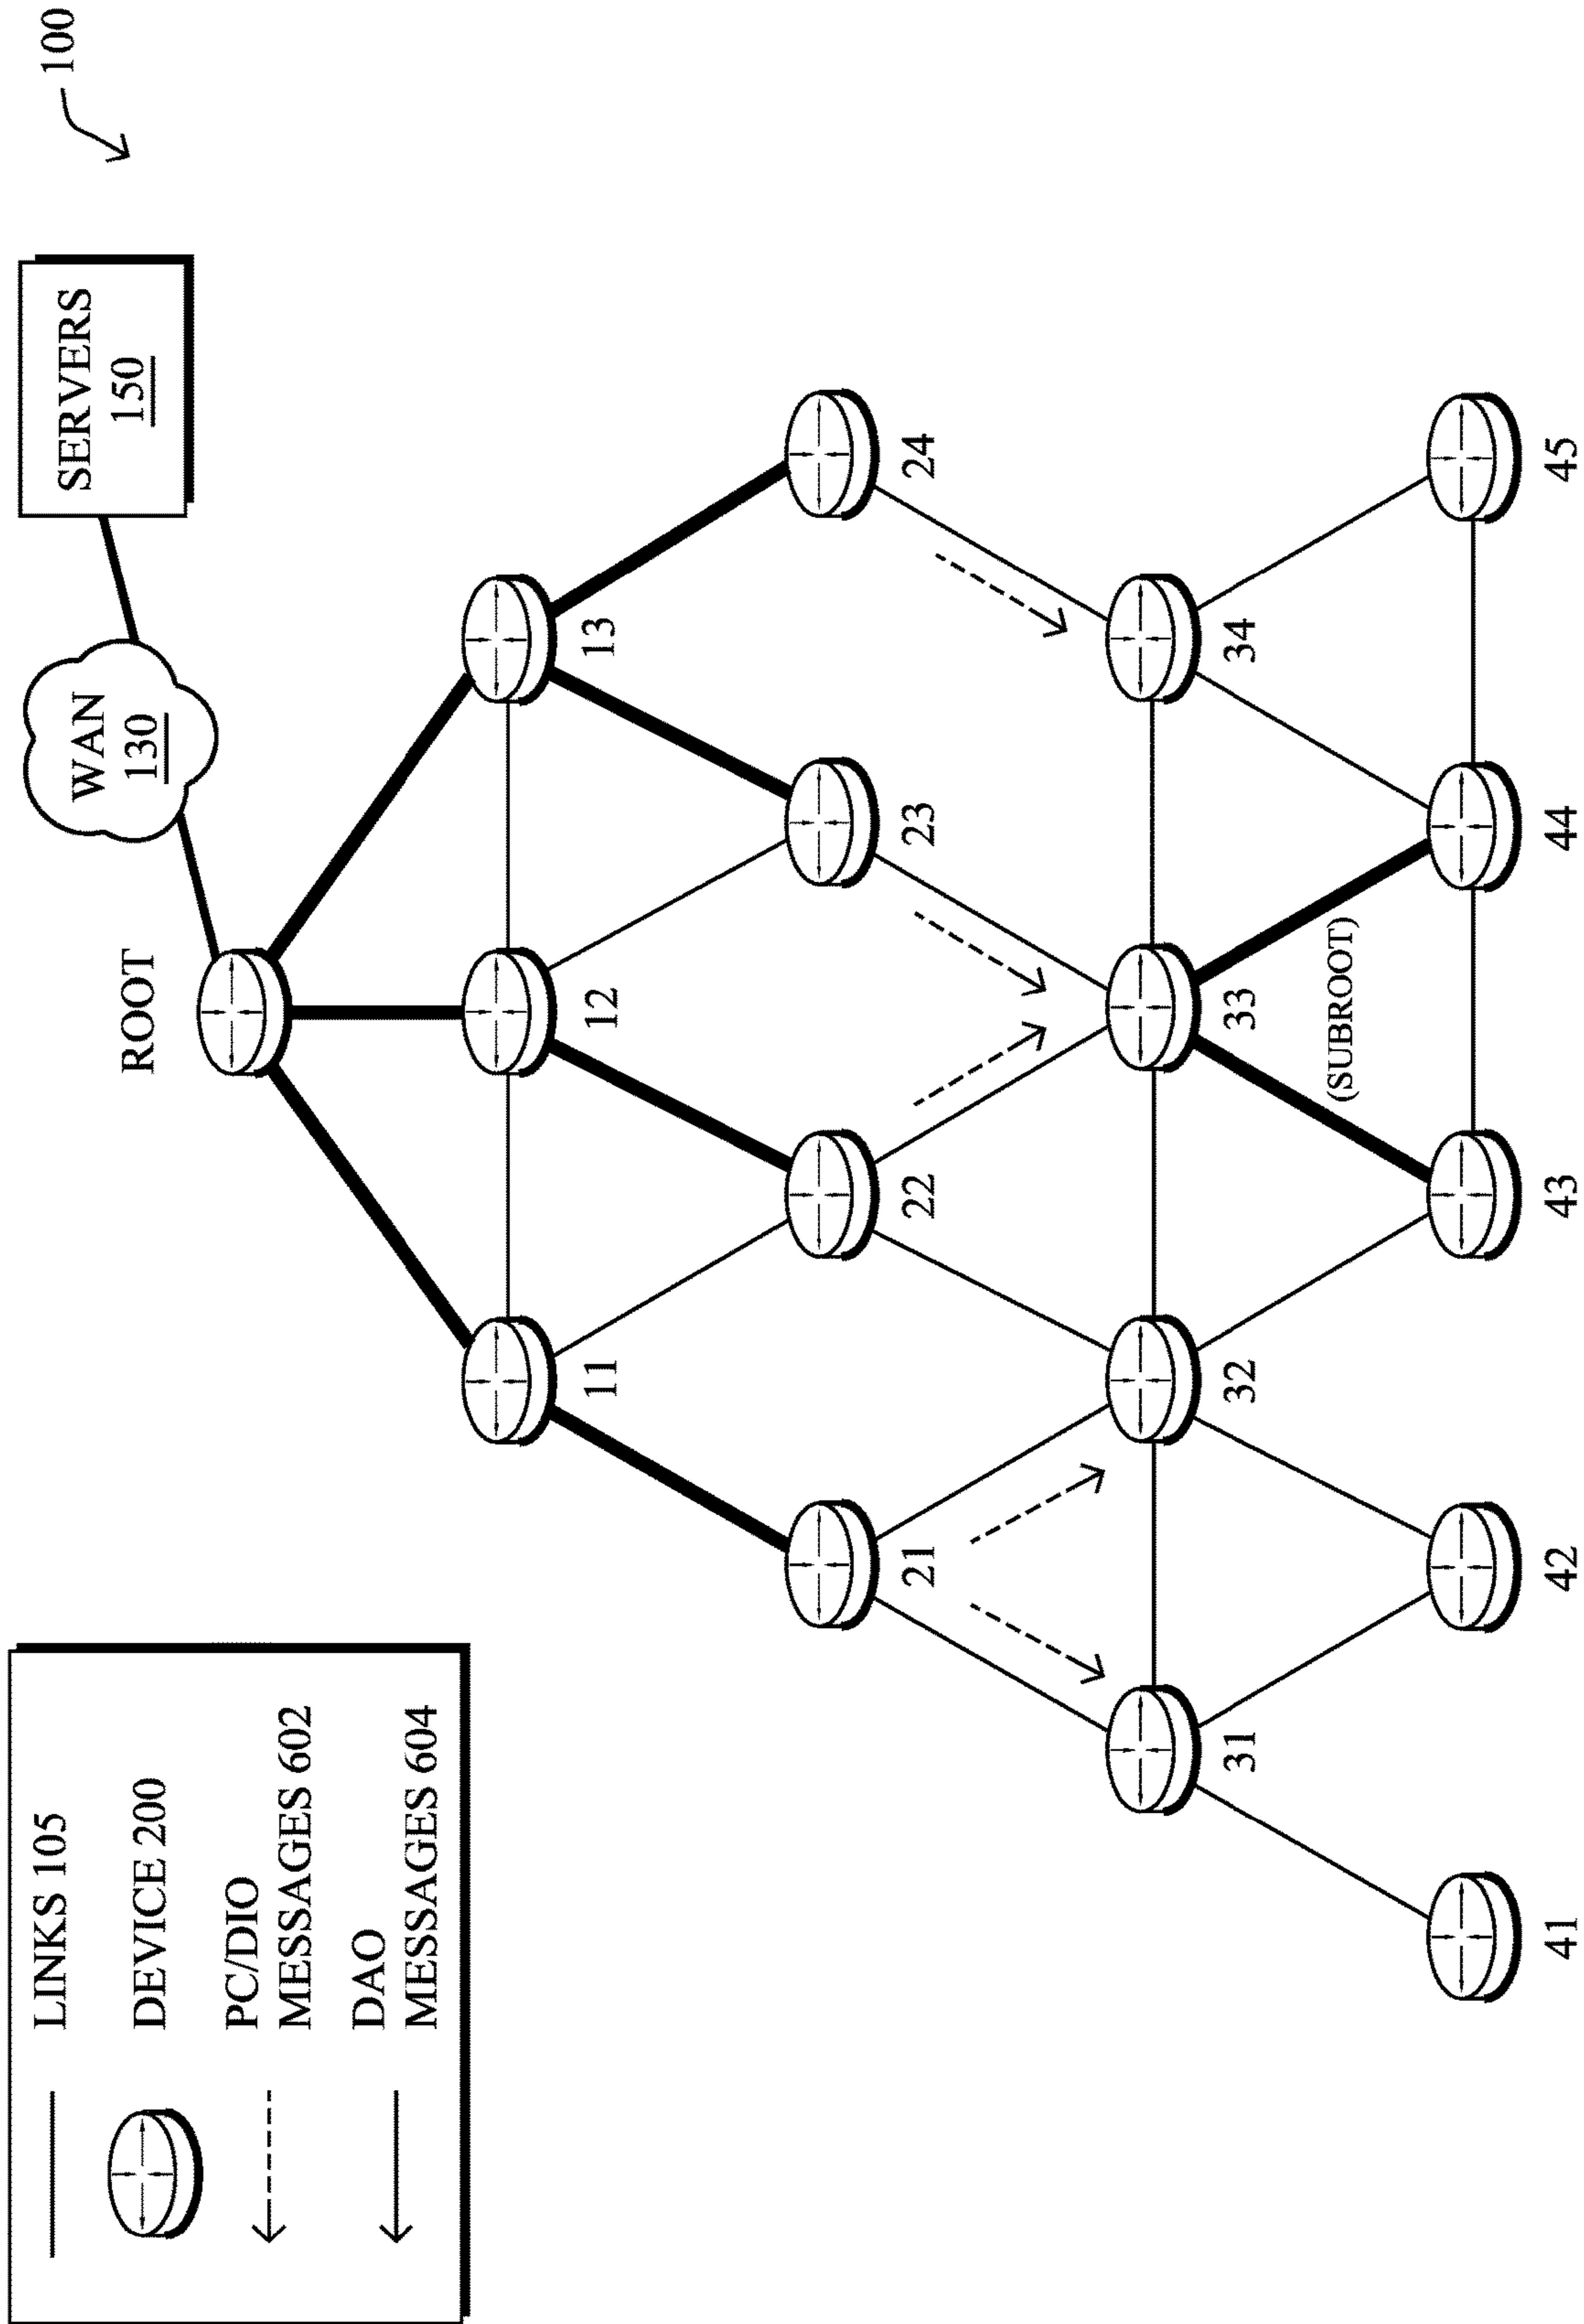 LINKS 105
DEVICE 200
PC/DIO
MESSAGES 602
DAO
MESSAGES 604
100
SERVERS
150
WAN
130
ROOT
11
12
13
21
22
23
24
31
32
33
34
(SUBROOT)
41
42
43
44
45